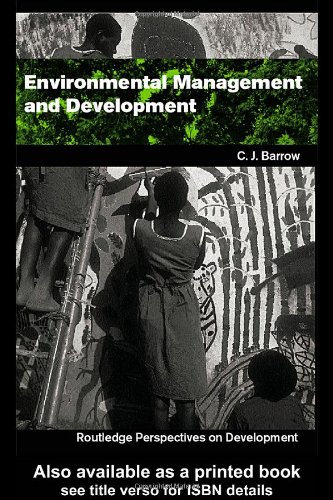 Environmental Management
and Development
C. J. Barrow
Routledge Perspectives on Development
Also available as a printed book
see title verso for ISBN details